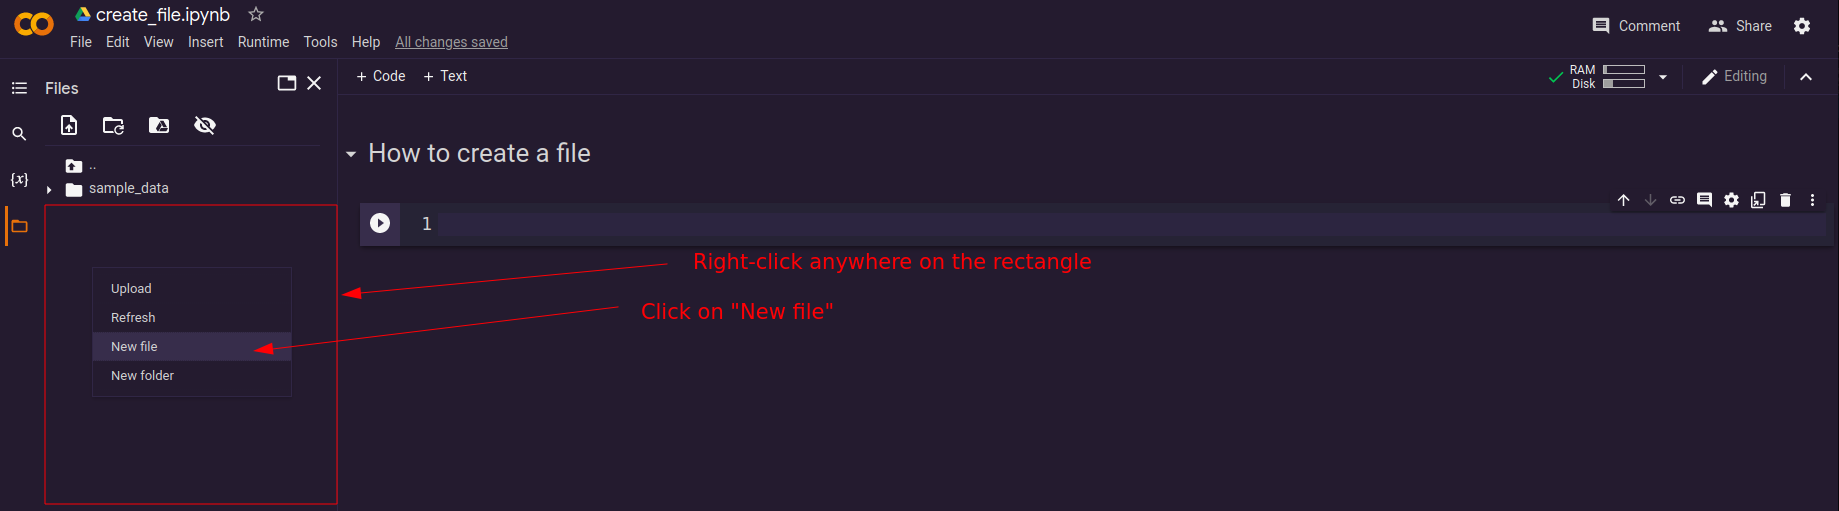 create_file.ipynb
File Edit View Insert Runtime Tools Help All changes saved
Comment Share
Files
+ Code + Text
RAM
Disk
Editing
..
sample_data
{x}
How to create a file
1
Right-click anywhere on the rectangle
Click on "New file"
Upload
Refresh
New file
New folder